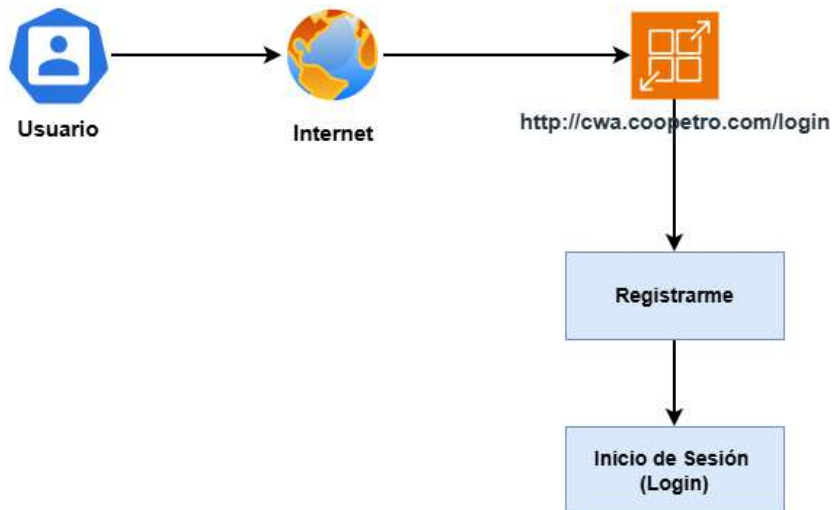 Usuario
Internet
http://cwa.coopetro.com/login
Registrarme
Inicio de Sesión
(Login)